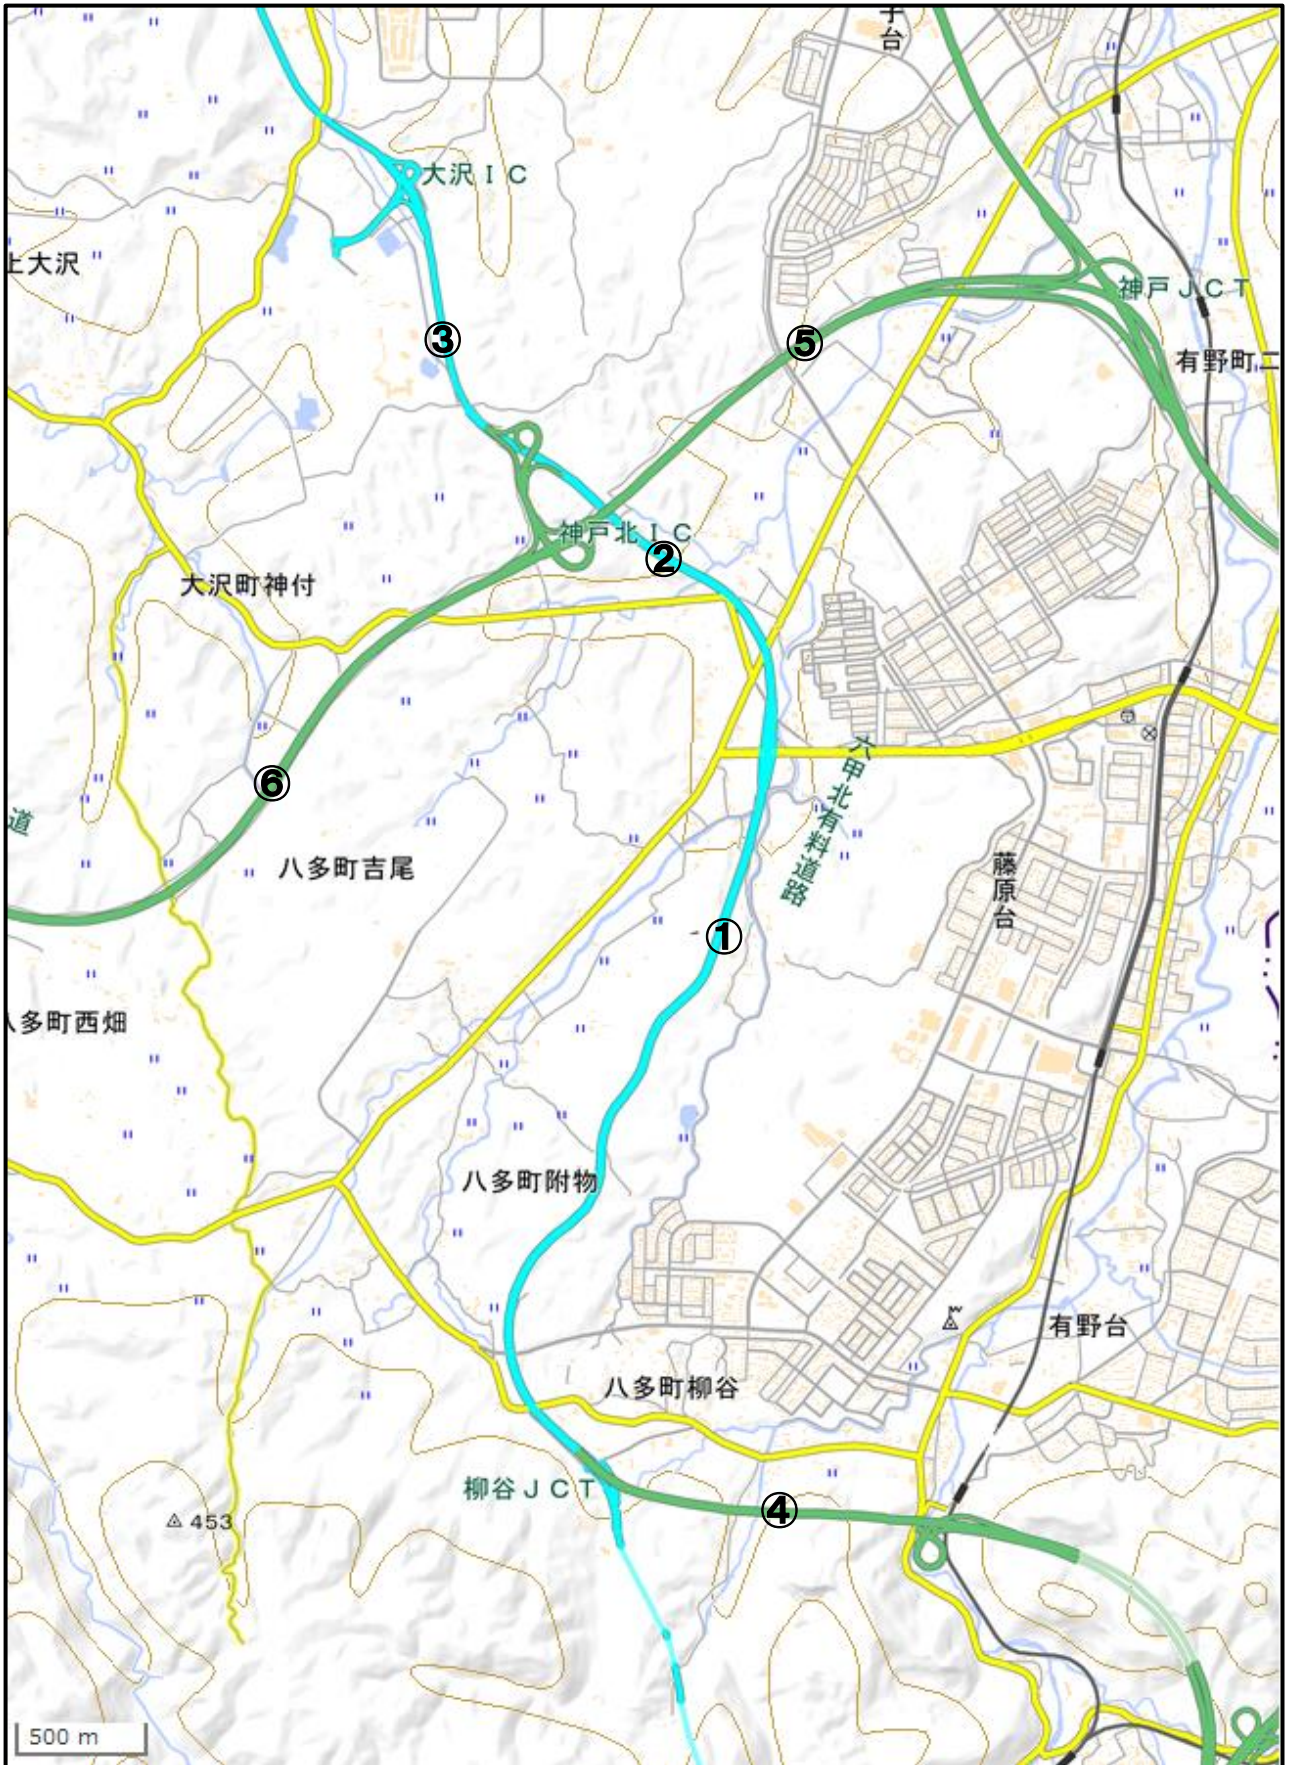 子台
大沢ＩＣ
上大沢
神戸ＪＣＴ
③
⑤
有野町二
神戸北ＩＣ
②
大沢町神付
六甲北有料道路
⑥
道
八多町吉尾
藤原台
①
八多町西畑
八多町附物
有野台
八多町柳谷
柳谷ＪＣＴ
④
453
500 m